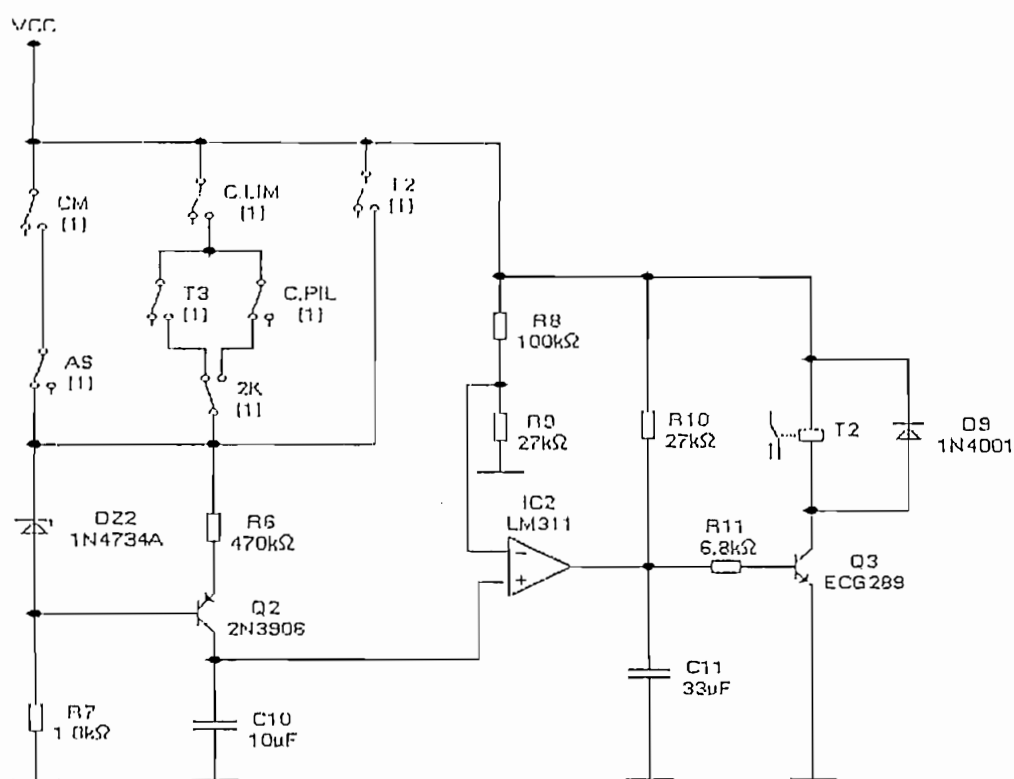 VCC
CM
[1]
C.LIM
[1]
T2
[1]
T3
[1]
C.PIL
[1]
AS
[1]
2K
[1]
R8
100kΩ
R9
27kΩ
R10
27kΩ
T2
D9
1N4001
DZ2
1N4734A
R6
470kΩ
IC2
LM311
−
+
R11
6.8kΩ
Q3
ECG289
Q2
2N3906
R7
C10
10uF
C11
33uF